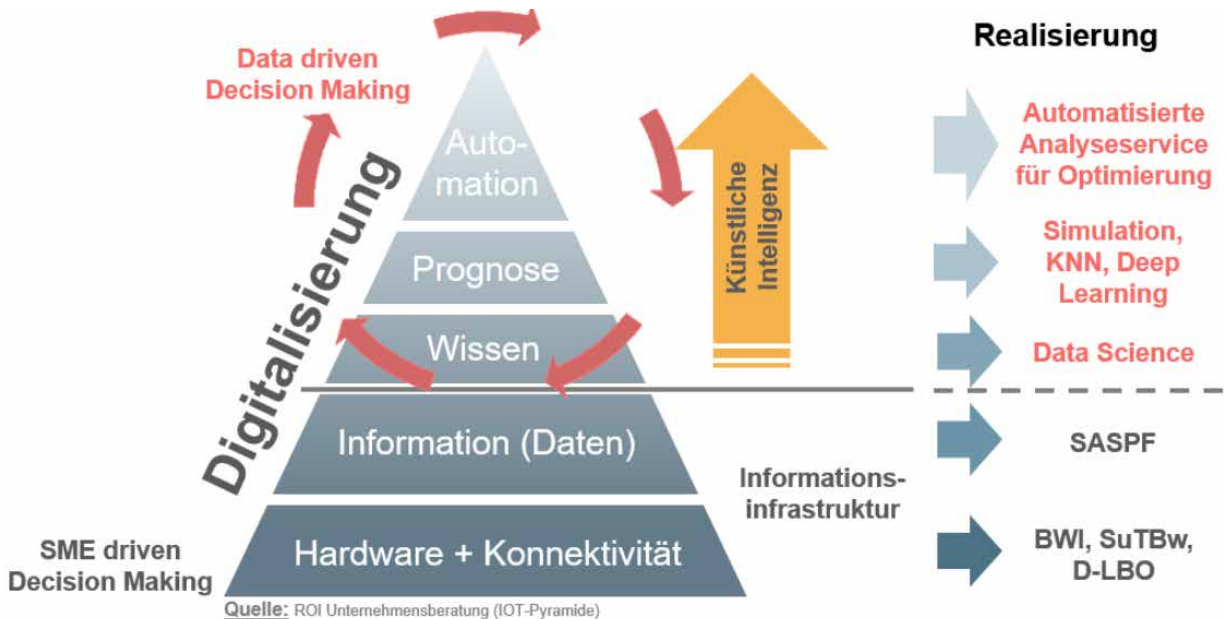 Realisierung
Data driven
Decision Making
Digitalisierung
Auto-
mation
Prognose
Wissen
Information (Daten)
Hardware + Konnektivität
Künstliche
Intelligenz
Informations-
infrastruktur
SME driven
Decision Making
Automatisierte
Analyseservice
für Optimierung
Simulation,
KNN, Deep
Learning
Data Science
SASPF
BWI, SuTBw,
D-LBO
Quelle: ROI Unternehmensberatung (IOT-Pyramide)